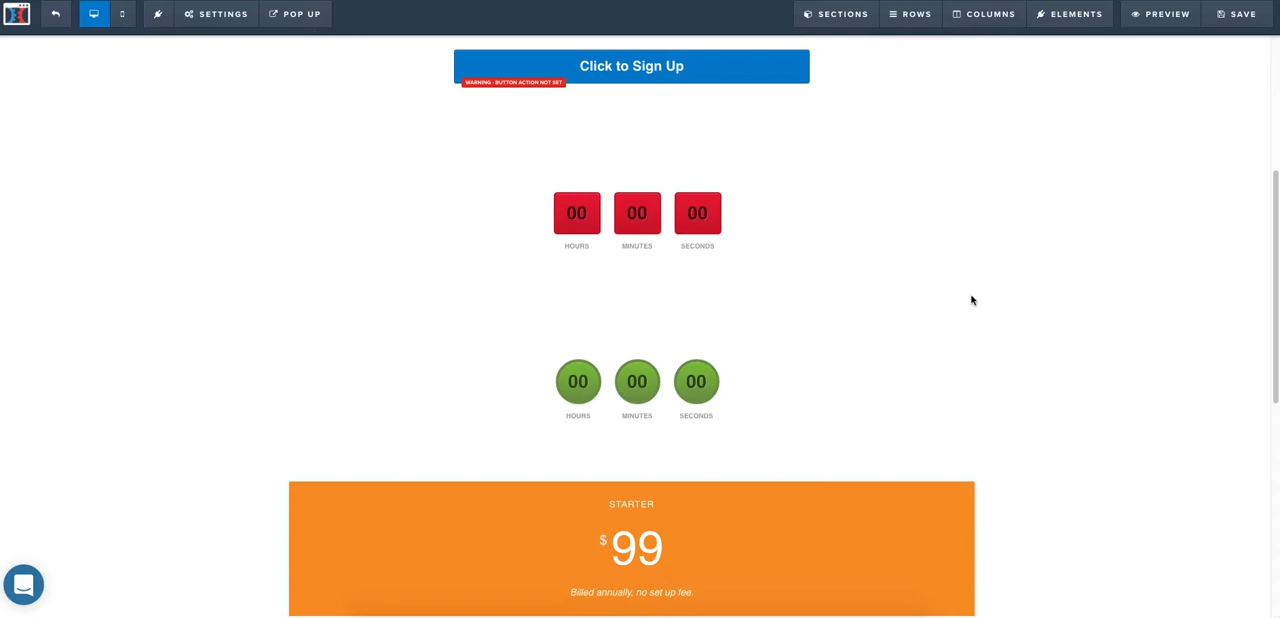 SETTINGS POP UP SECTIONS ROWS COLUMNS ELEMENTS PREVIEW SAVE
Click to Sign Up
WARNING - BUTTON ACTION NOT SET
00 00 00
HOURS MINUTES SECONDS
00 00 00
HOURS MINUTES SECONDS
STARTER
$99
Billed annually, no set up fee.